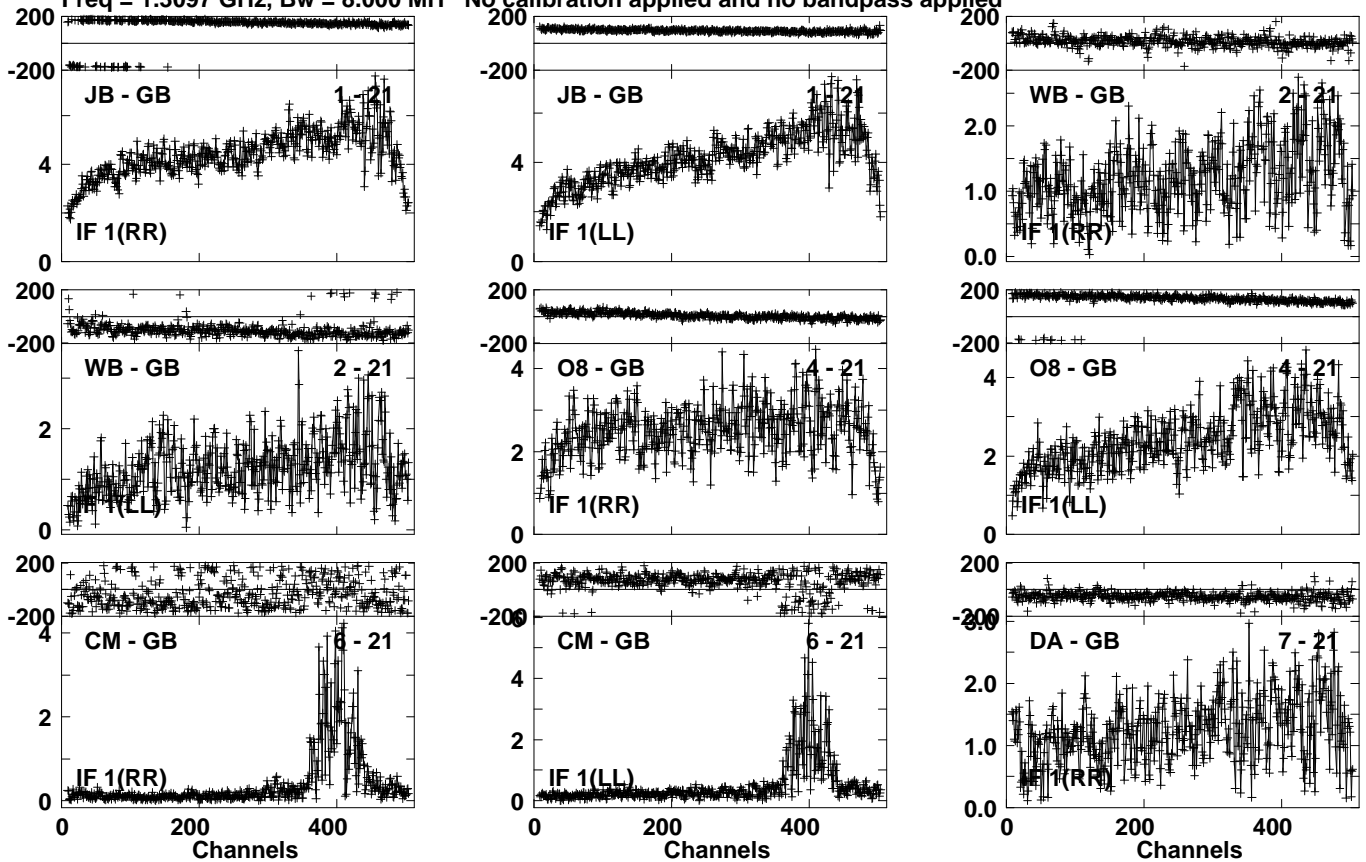 Freq = 1.5097 GHz, Bw = 8.000 MH No calibration applied and no bandpass applied
200 200 200
-200 -200 -200
JB - GB 1 - 21 JB - GB 1 - 21 WB - GB 2 - 21
2.0
4 4
1.0
IF 1(RR) IF 1(LL) IF 1(RR)
0 0 0.0
200 200 200
-200 -200 -200
WB - GB 2 - 21 O8 - GB 4 - 21 O8 - GB 4 - 21
4 4
2 2 2
IF 1(LL) IF 1(RR) IF 1(LL)
0 0 0
200 200 200
-200 -200 -200
6 3.0
CM - GB 6 - 21 CM - GB 6 - 21 DA - GB 7 - 21
4 4 2.0
2 2 1.0
IF 1(RR) IF 1(LL) IF 1(RR)
0 0 0.0
0 200 400 0 200 400 0 200 400
Channels Channels Channels